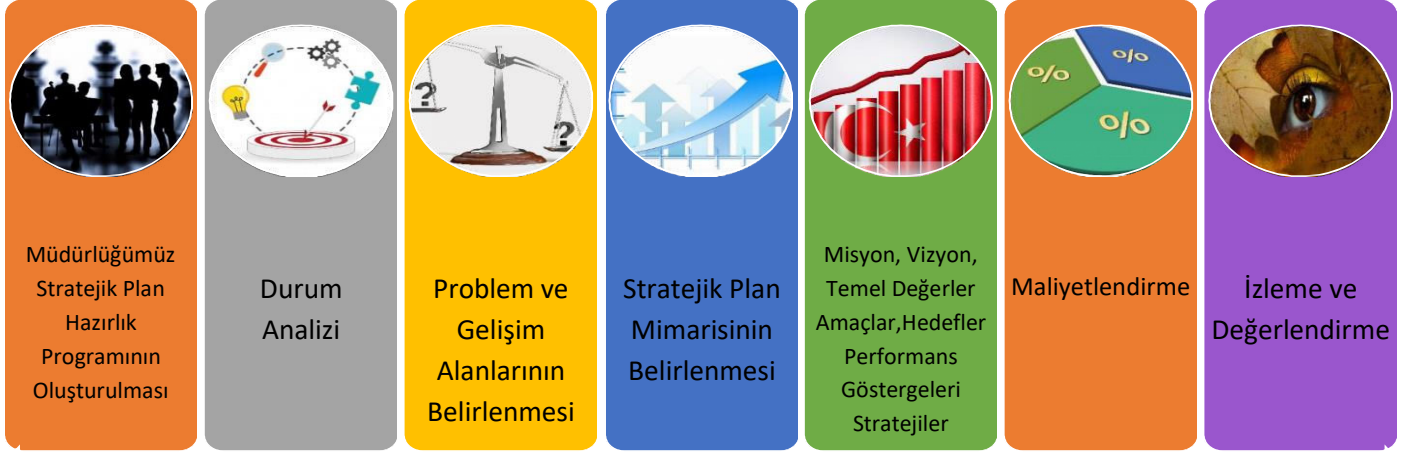 Müdürlüğümüz
Stratejik Plan
Hazırlık
Programının
Oluşturulması
Durum
Analizi
?
?
Problem ve
Gelişim
Alanlarının
Belirlenmesi
Stratejik Plan
Mimarisinin
Belirlenmesi
Misyon, Vizyon,
Temel Değerler
Amaçlar,Hedefler
Performans
Göstergeleri
Stratejiler
%
%
%
Maliyetlendirme
İzleme ve
Değerlendirme